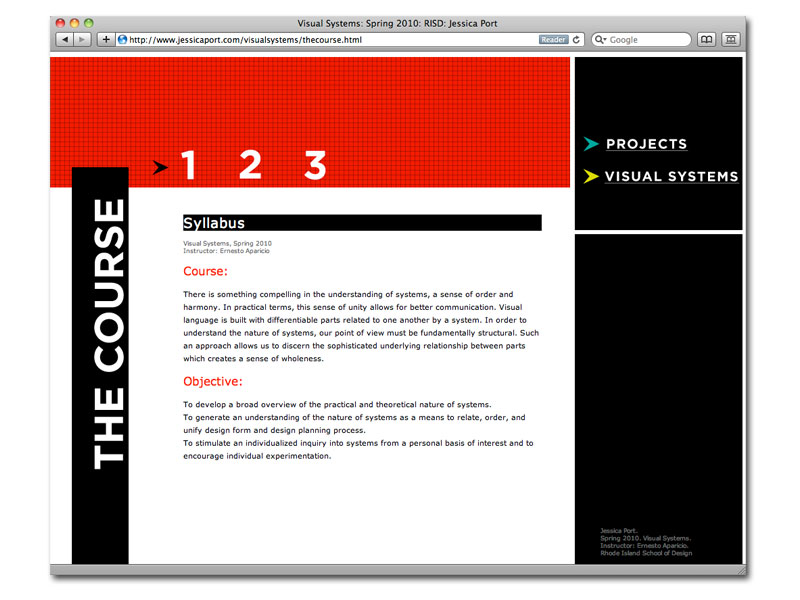 Visual Systems: Spring 2010: RISD: Jessica Port
http://www.jessicaport.com/visualsystems/thecourse.html
Reader
Google
1 2 3
THE COURSE
Syllabus
Visual Systems, Spring 2010
Instructor: Ernesto Aparicio
Course:
There is something compelling in the understanding of systems, a sense of order and
harmony. In practical terms, this sense of unity allows for better communication. Visual
language is built with differentiable parts related to one another by a system. In order to
understand the nature of systems, our point of view must be fundamentally structural. Such
an approach allows us to discern the sophisticated underlying relationship between parts
which creates a sense of wholeness.
Objective:
To develop a broad overview of the practical and theoretical nature of systems.
To generate an understanding of the nature of systems as a means to relate, order, and
unify design form and design planning process.
To stimulate an individualized inquiry into systems from a personal basis of interest and to
encourage individual experimentation.
PROJECTS
VISUAL SYSTEMS
Jessica Port.
Spring 2010. Visual Systems.
Instructor: Ernesto Aparicio.
Rhode Island School of Design